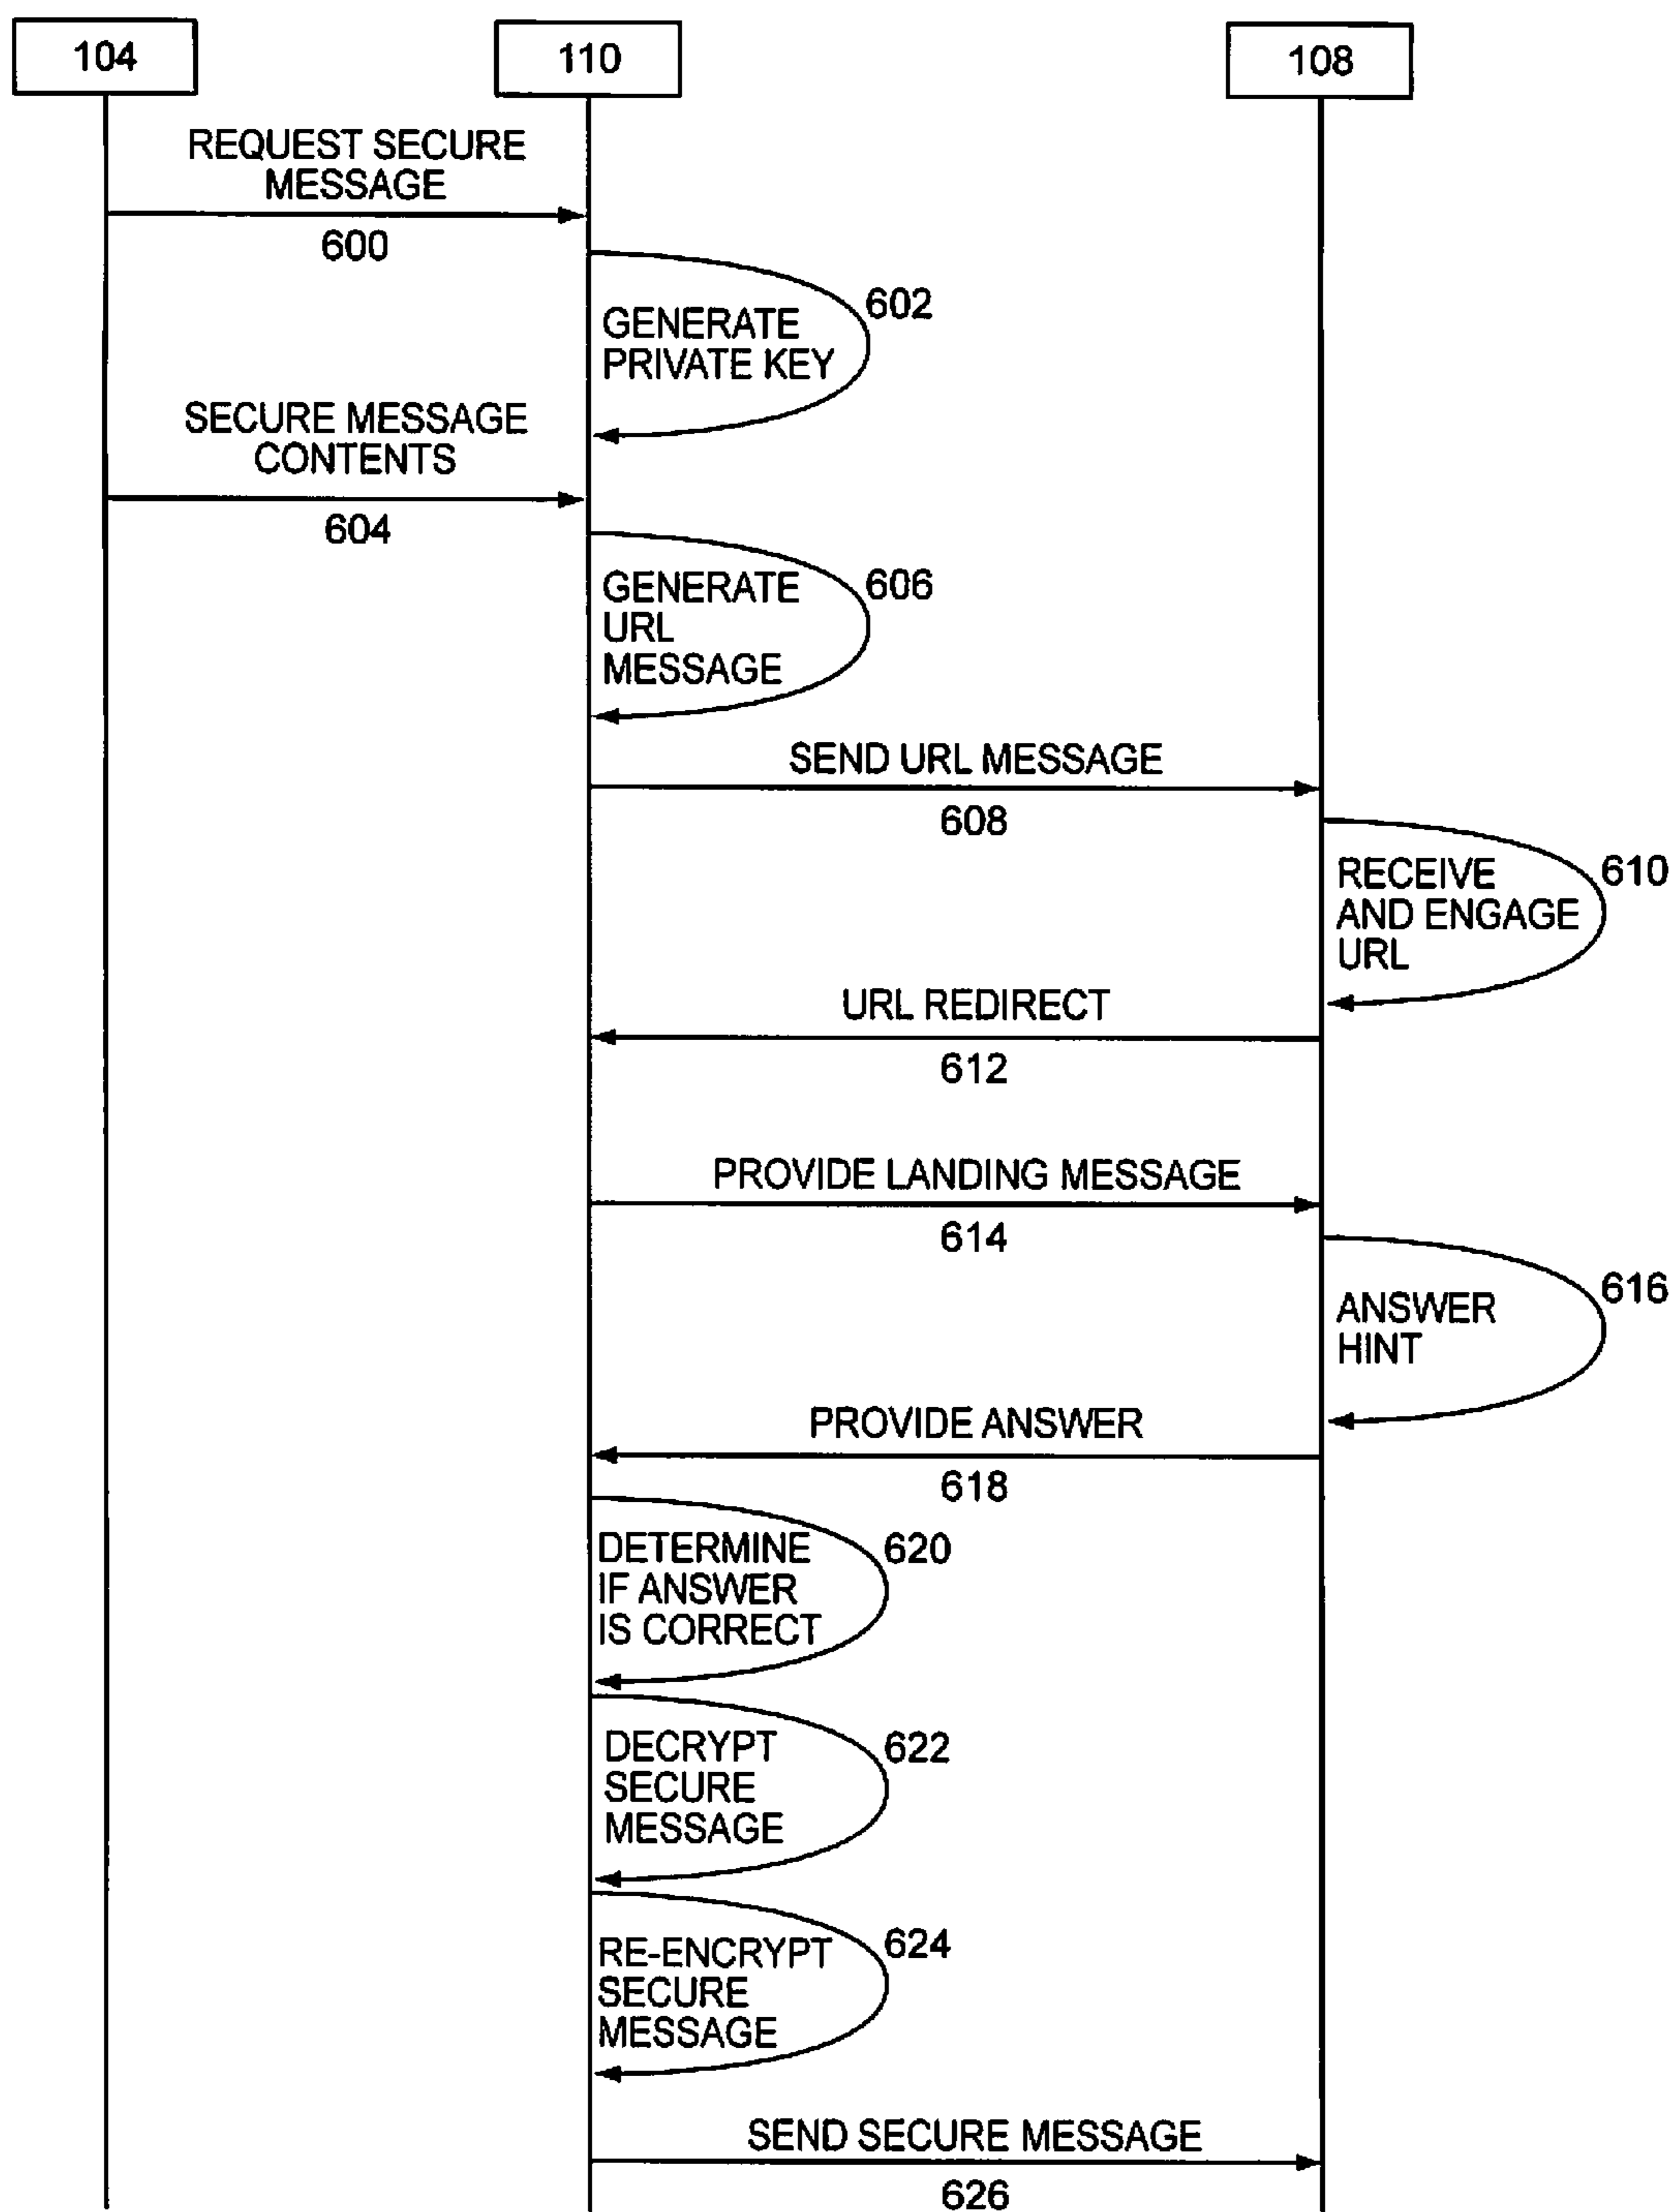 104
110
108
REQUEST SECURE
MESSAGE
600
602
GENERATE
PRIVATE KEY
SECURE MESSAGE
CONTENTS
604
606
GENERATE
URL
MESSAGE
SEND URL MESSAGE
608
610
RECEIVE
AND ENGAGE
URL
URL REDIRECT
612
PROVIDE LANDING MESSAGE
614
616
ANSWER
HINT
PROVIDE ANSWER
618
620
DETERMINE
IF ANSWER
IS CORRECT
622
DECRYPT
SECURE
MESSAGE
624
RE-ENCRYPT
SECURE
MESSAGE
SEND SECURE MESSAGE
626